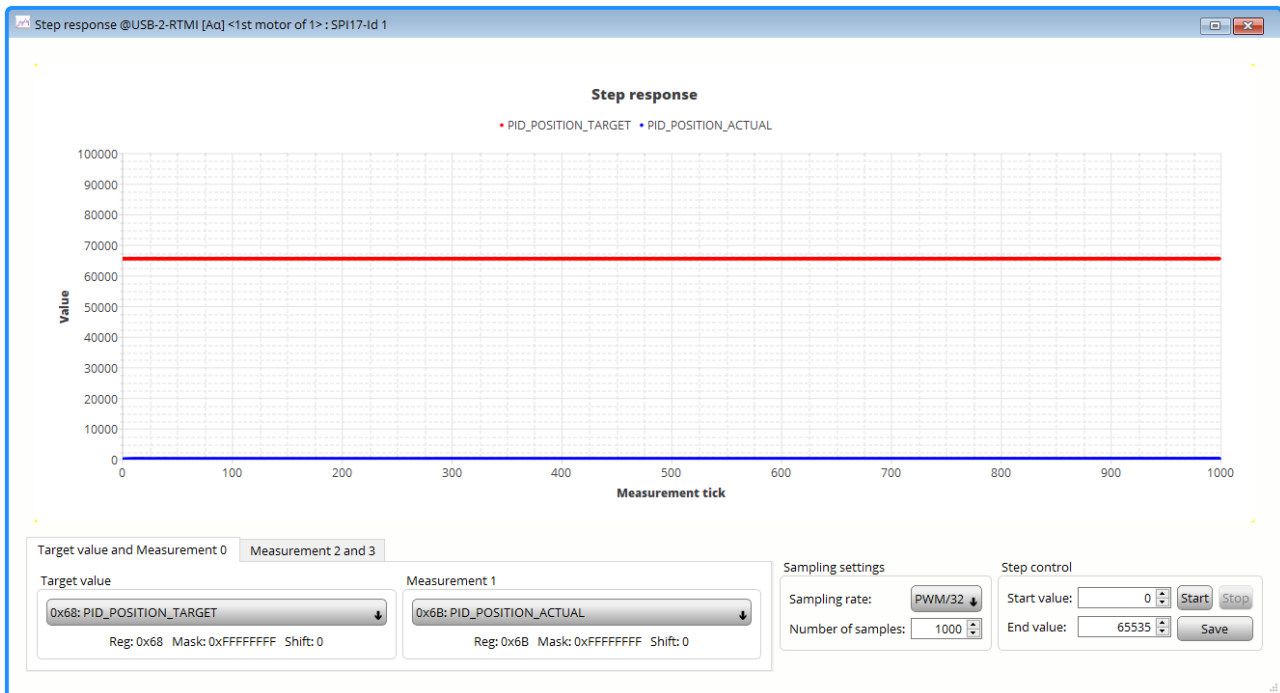 Step response @USB-2-RTMI [Aα] <1st motor of 1> : SPI17-Id 1
Step response
• PID_POSITION_TARGET • PID_POSITION_ACTUAL
100000
90000
80000
70000
60000
50000
40000
30000
20000
10000
0
Value
0 100 200 300 400 500 600 700 800 900 1000
Measurement tick
Target value and Measurement 0 Measurement 2 and 3
Target value
0x68: PID_POSITION_TARGET
Reg: 0x68 Mask: 0xFFFFFFFF Shift: 0
Measurement 1
0x6B: PID_POSITION_ACTUAL
Reg: 0x6B Mask: 0xFFFFFFFF Shift: 0
Sampling settings
Sampling rate: PWM/32
Number of samples: 1000
Step control
Start value: 0 Start Stop
End value: 65535 Save